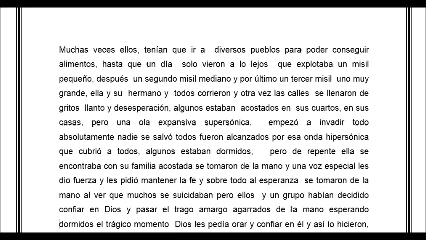 Muchas veces ellos, tenían que ir a diversos pueblos para poder conseguir
alimentos, hasta que un día solo vieron a lo lejos que explotaba un misil
pequeño, después un segundo misil mediano y por último un tercer misil uno muy
grande, ella y su hermano y todos corrieron y otra vez las calles se llenaron de
gritos llanto y desesperación, algunos estaban acostados en sus cuartos, en sus
casas, pero una ola expansiva supersónica. empezó a invadir todo
absolutamente nadie se salvó todos fueron alcanzados por esa onda hipersónica
que cubrió a todos, algunos estaban dormidos, pero de repente ella se
encontraba con su familia acostada se tomaron de la mano y una voz especial les
dio fuerza y les pidió mantener la fe y sobre todo al esperanza se tomaron de la
mano al ver que muchos se suicidaban pero ellos y un grupo habían decidido
confiar en Dios y pasar el trago amargo agarrados de la mano esperando
dormidos el trágico momento Dios les pedía orar y confiar en él y así lo hicieron,